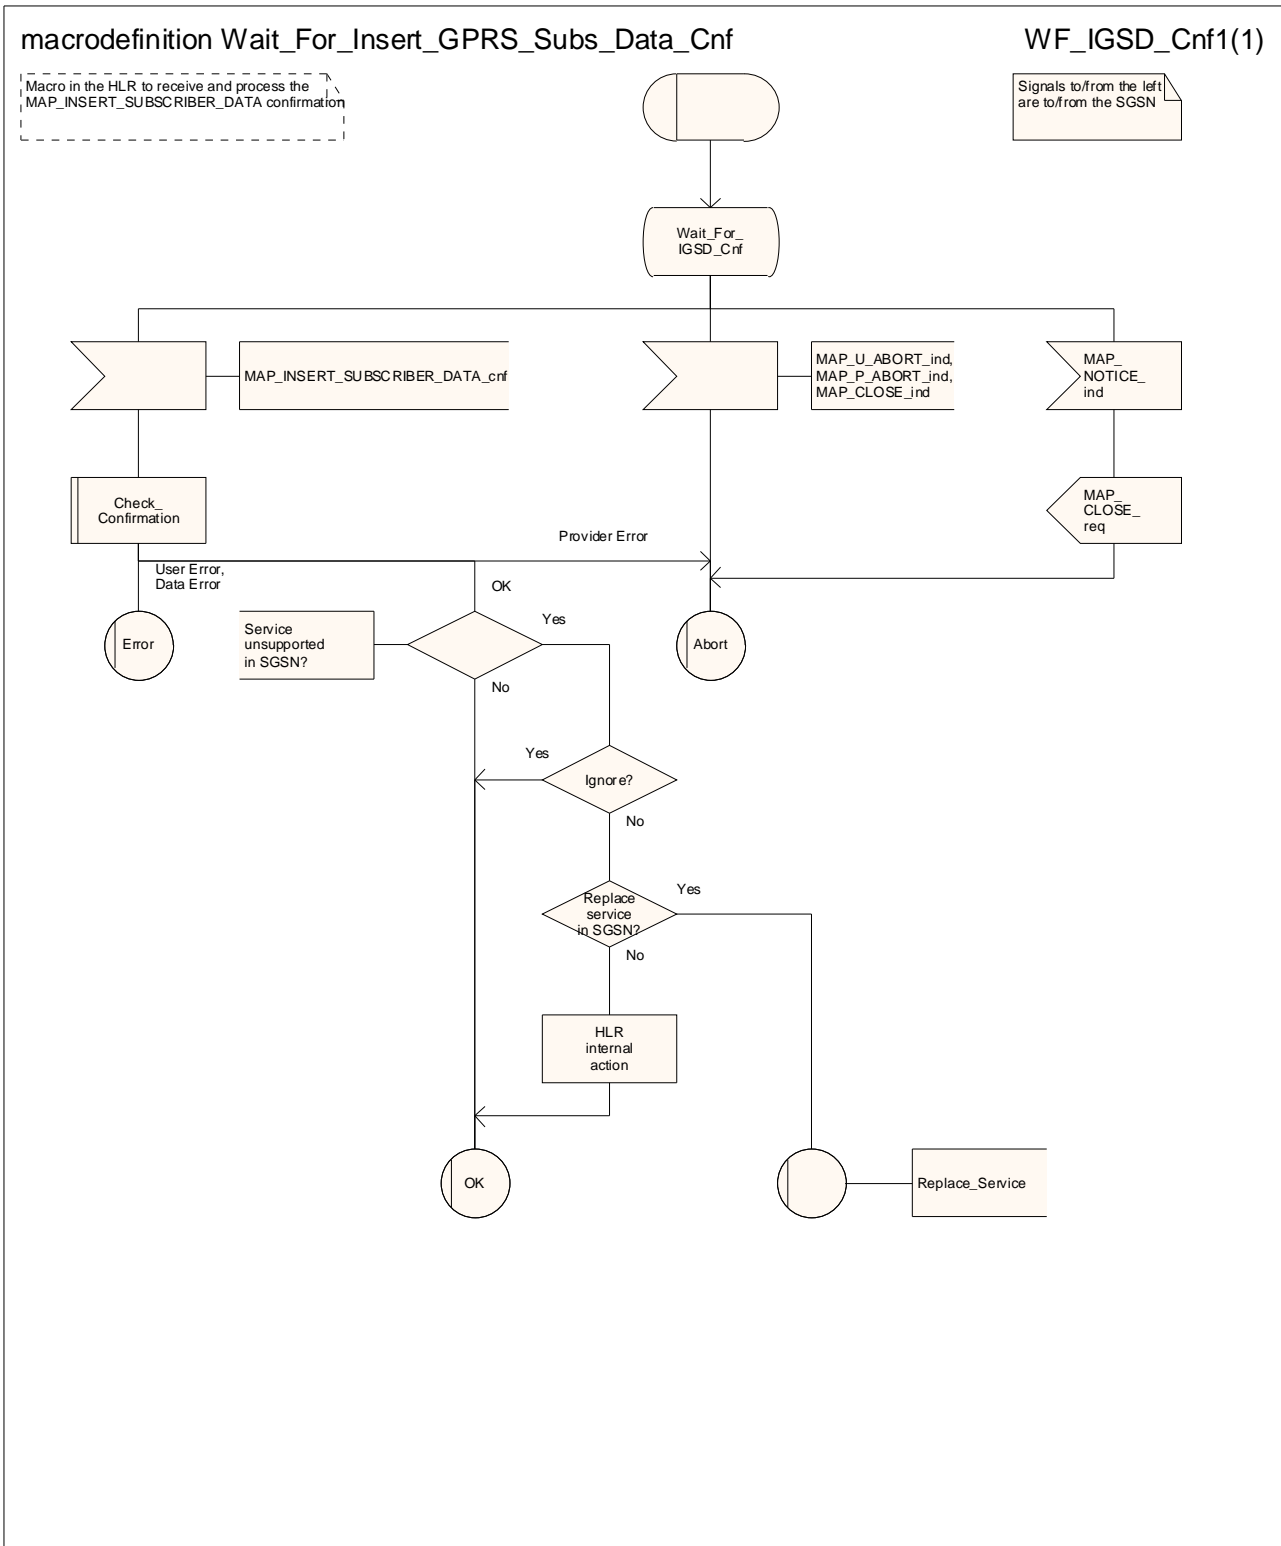 macrodefinition Wait_For_Insert_GPRS_Subs_Data_Cnf
WF_IGSD_Cnf1(1)
Macro in the HLR to receive and process the
MAP_INSERT_SUBSCRIBER_DATA confirmation
Signals to/from the left
are to/from the SGSN
Wait_For_
IGSD_Cnf
MAP_INSERT_SUBSCRIBER_DATA_cnf
MAP_U_ABORT_ind,
MAP_P_ABORT_ind,
MAP_CLOSE_ind
MAP_
NOTICE_
ind
Check_
Confirmation
MAP_
CLOSE_
req
Provider Error
User Error,
Data Error
OK
Error
Service
unsupported
in SGSN?
Yes
Abort
No
Yes
Ignore?
No
Replace
service
in SGSN?
Yes
No
HLR
internal
action
OK
Replace_Service